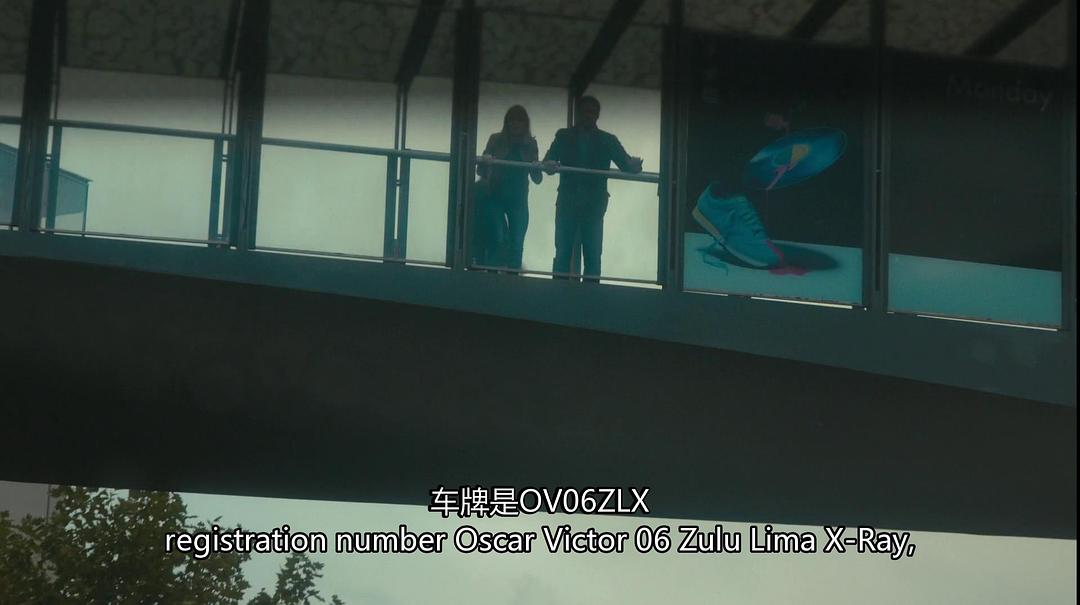 Monday
车牌是OV06ZLX
registration number Oscar Victor 06 Zulu Lima X-Ray,